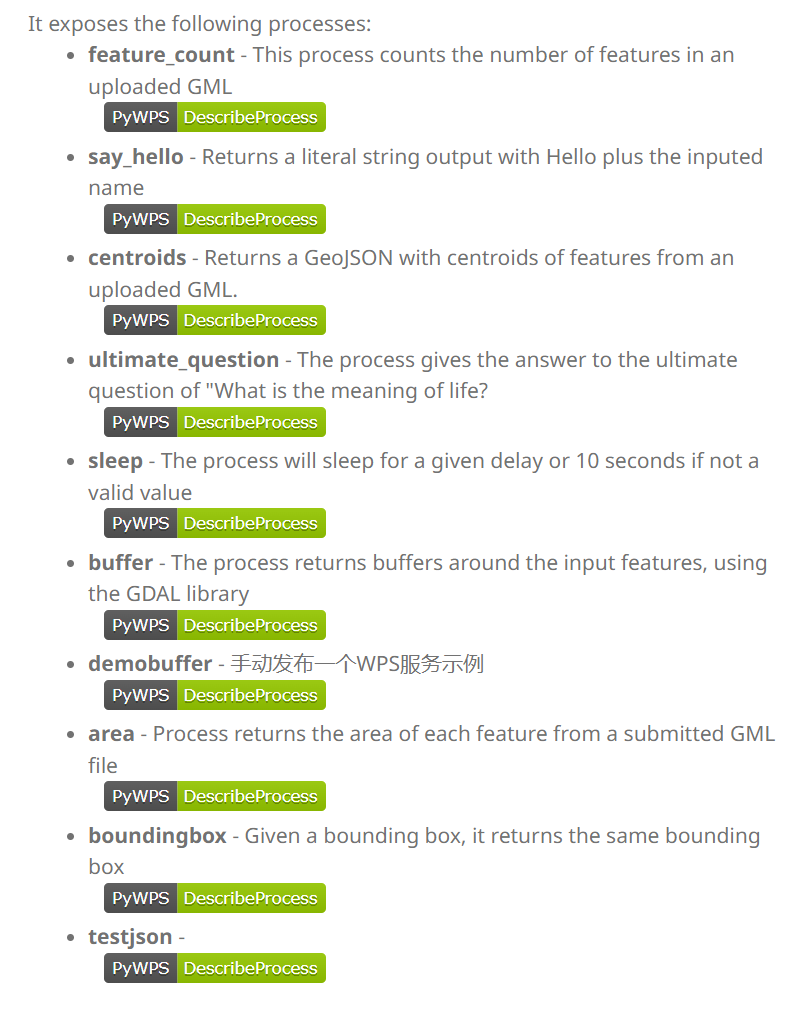 It exposes the following processes:
feature_count - This process counts the number of features in an
uploaded GML
PyWPS DescribeProcess
say_hello - Returns a literal string output with Hello plus the inputed
name
PyWPS DescribeProcess
centroids - Returns a GeoJSON with centroids of features from an
uploaded GML.
PyWPS DescribeProcess
ultimate_question - The process gives the answer to the ultimate
question of "What is the meaning of life?
PyWPS DescribeProcess
sleep - The process will sleep for a given delay or 10 seconds if not a
valid value
PyWPS DescribeProcess
buffer - The process returns buffers around the input features, using
the GDAL library
PyWPS DescribeProcess
demobuffer - 手动发布一个WPS服务示例
PyWPS DescribeProcess
area - Process returns the area of each feature from a submitted GML
file
PyWPS DescribeProcess
boundingbox - Given a bounding box, it returns the same bounding
box
PyWPS DescribeProcess
testjson -
PyWPS DescribeProcess